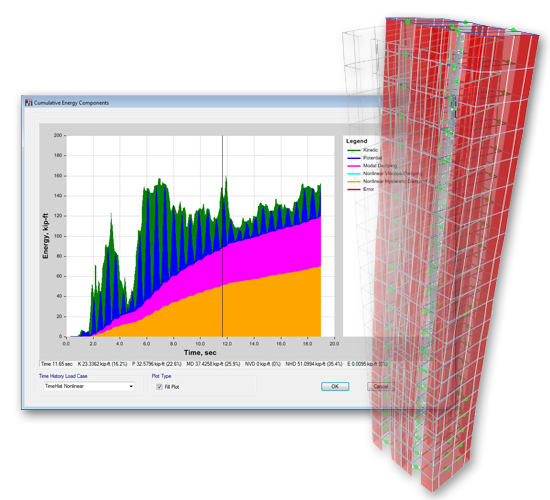 Cumulative Energy Components
200
180
160
140
120
100
80
60
40
20
0
Energy, kip-ft
0.0 2.0 4.0 6.0 8.0 10.0 12.0 14.0 16.0 18.0 20.0
Time, sec
Legend
Kinetic
Potential
Modal Damping
Nonlinear Viscous Damping
Nonlinear Hysteretic Damping
Error
Time 11.65 sec K 23.3362 kip-ft (16.2%) P 32.5796 kip-ft (22.6%) MD 37.4258 kip-ft (25.9%) NVD 0 kip-ft (0%) NHD 51.0994 kip-ft (35.4%) E 0.0095 kip-ft
Time History Load Case
Plot Type
TimeHist Nonlinear
Fill Plot
OK
Cancel